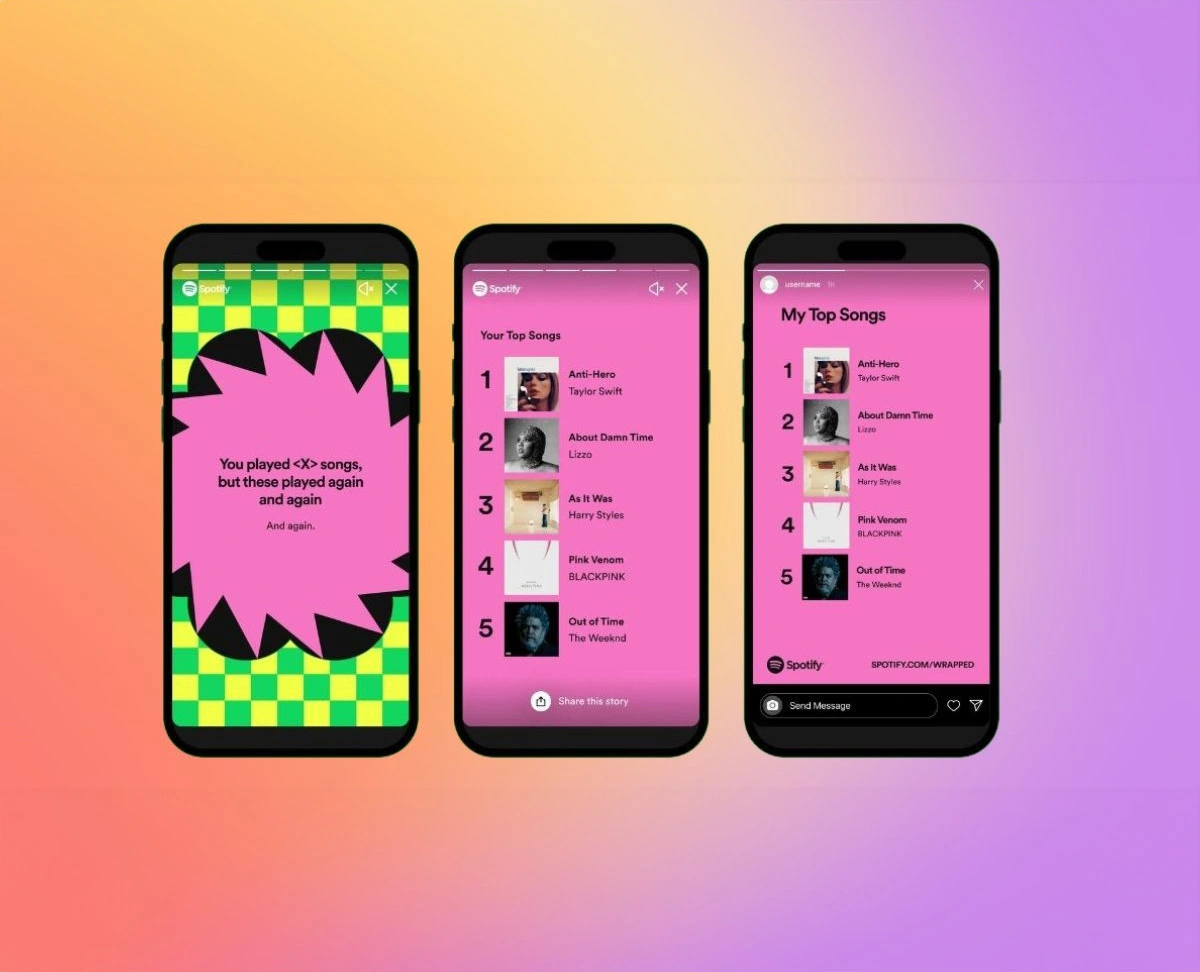 Spotify
You played <X> songs,
but these played again
and again
And again.
Spotify
Your Top Songs
1
Anti-Hero
Taylor Swift
2
About Damn Time
Lizzo
3
As It Was
Harry Styles
4
Pink Venom
BLACKPINK
5
Out of Time
The Weeknd
Share this story
username 1h
My Top Songs
1
Anti-Hero
Taylor Swift
2
About Damn Time
Lizzo
3
As It Was
Harry Styles
4
Pink Venom
BLACKPINK
5
Out of Time
The Weeknd
Spotify
SPOTIFY.COM/WRAPPED
Send Message